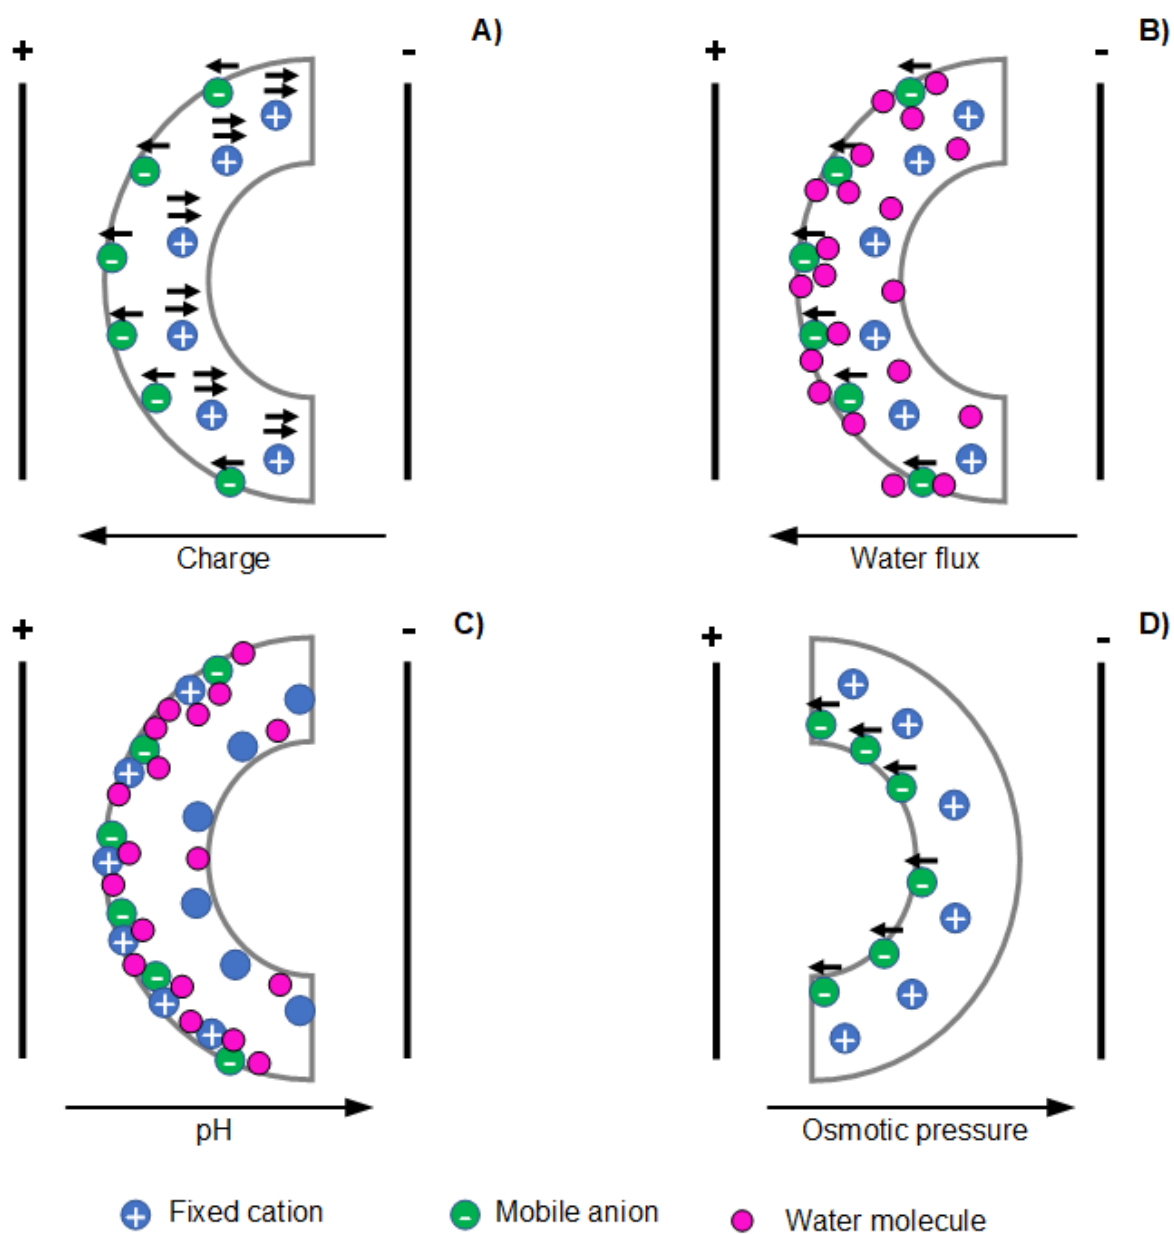 A)
B)
+
-
+
-
Charge
Water flux
C)
D)
+
-
+
-
pH
Osmotic pressure
+ Fixed cation
- Mobile anion
Water molecule